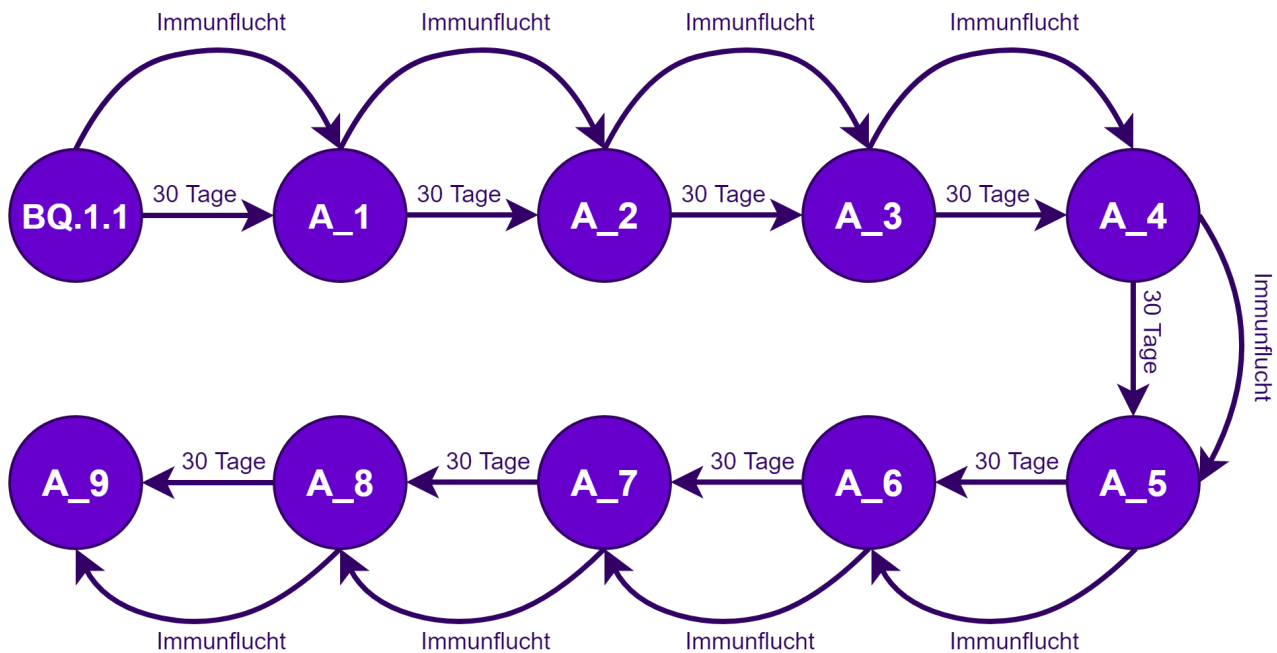 Immunflucht
Immunflucht
Immunflucht
Immunflucht
BQ.1.1
30 Tage
A_1
30 Tage
A_2
30 Tage
A_3
30 Tage
A_4
30 Tage
Immunflucht
A_9
30 Tage
A_8
30 Tage
A_7
30 Tage
A_6
30 Tage
A_5
Immunflucht
Immunflucht
Immunflucht
Immunflucht